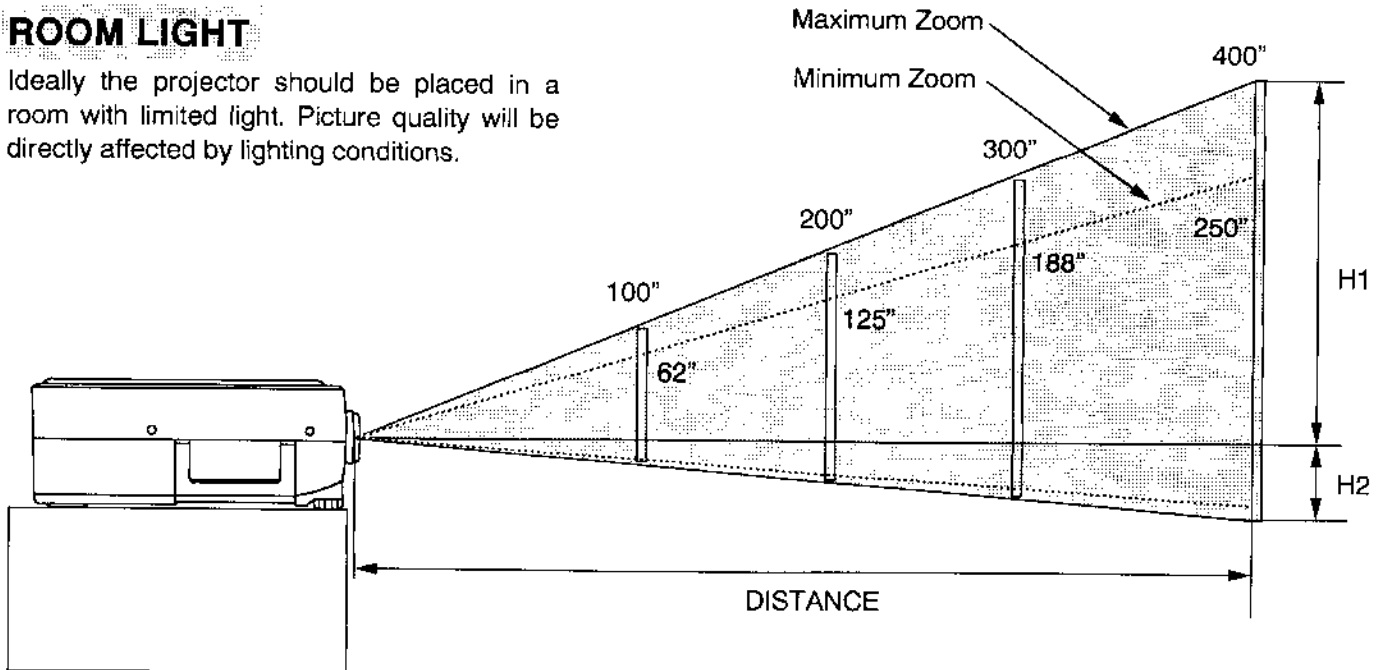 ROOM LIGHT
Ideally the projector should be placed in a
room with limited light. Picture quality will be
directly affected by lighting conditions.
Maximum Zoom
Minimum Zoom
400”
300”
200”
100”
250”
188”
125”
62”
H1
H2
DISTANCE